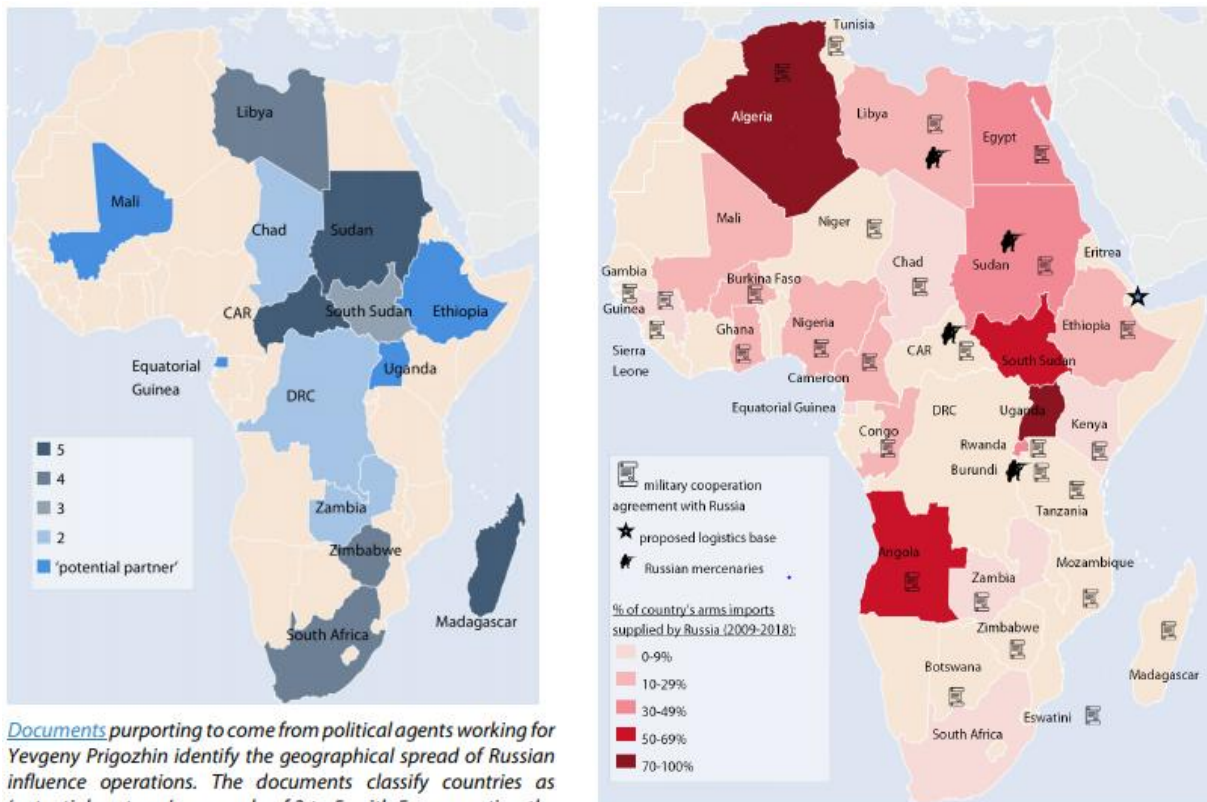 Libya
Mali
Chad
Sudan
CAR
South Sudan
Ethiopia
Equatorial
Guinea
Uganda
DRC
Zambia
Zimbabwe
Madagascar
South Africa
5
4
3
2
'potential partner'
Documents purporting to come from political agents working for
Yevgeny Prigozhin identify the geographical spread of Russian
influence operations. The documents classify countries as
Tunisia
Algeria
Libya
Egypt
Mali
Niger
Chad
Sudan
Eritrea
Gambia
Burkina Faso
Guinea
Ghana
Nigeria
Ethiopia
Sierra
Leone
CAR
South Sudan
Cameroon
Equatorial Guinea
DRC
Uganda
Kenya
Congo
Rwanda
Burundi
Tanzania
Angola
Mozambique
Zambia
Zimbabwe
Botswana
Madagascar
Eswatini
South Africa
military cooperation
agreement with Russia
proposed logistics base
Russian mercenaries
% of country's arms imports
supplied by Russia (2009-2018):
0-9%
10-29%
30-49%
50-69%
70-100%